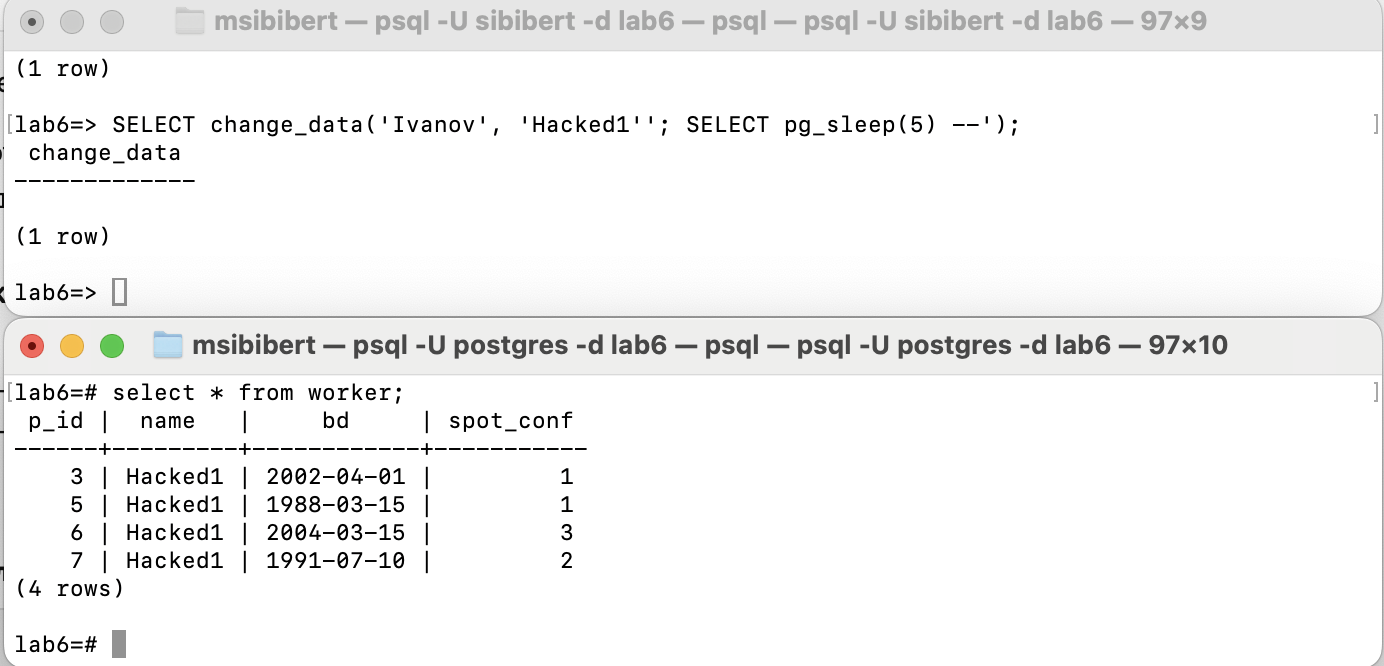 msibibert — psql -U sibibert -d lab6 — psql — psql -U sibibert -d lab6 — 97×9
(1 row)
[lab6=> SELECT change_data('Ivanov', 'Hacked1''; SELECT pg_sleep(5) --'); ]
change_data
-------------
(1 row)
lab6=>
msibibert — psql -U postgres -d lab6 — psql — psql -U postgres -d lab6 — 97×10
[lab6=# select * from worker; ]
p_id | name | bd | spot_conf
------+---------+------------+-----------
3 | Hacked1 | 2002-04-01 | 1
5 | Hacked1 | 1988-03-15 | 1
6 | Hacked1 | 2004-03-15 | 3
7 | Hacked1 | 1991-07-10 | 2
(4 rows)
lab6=#